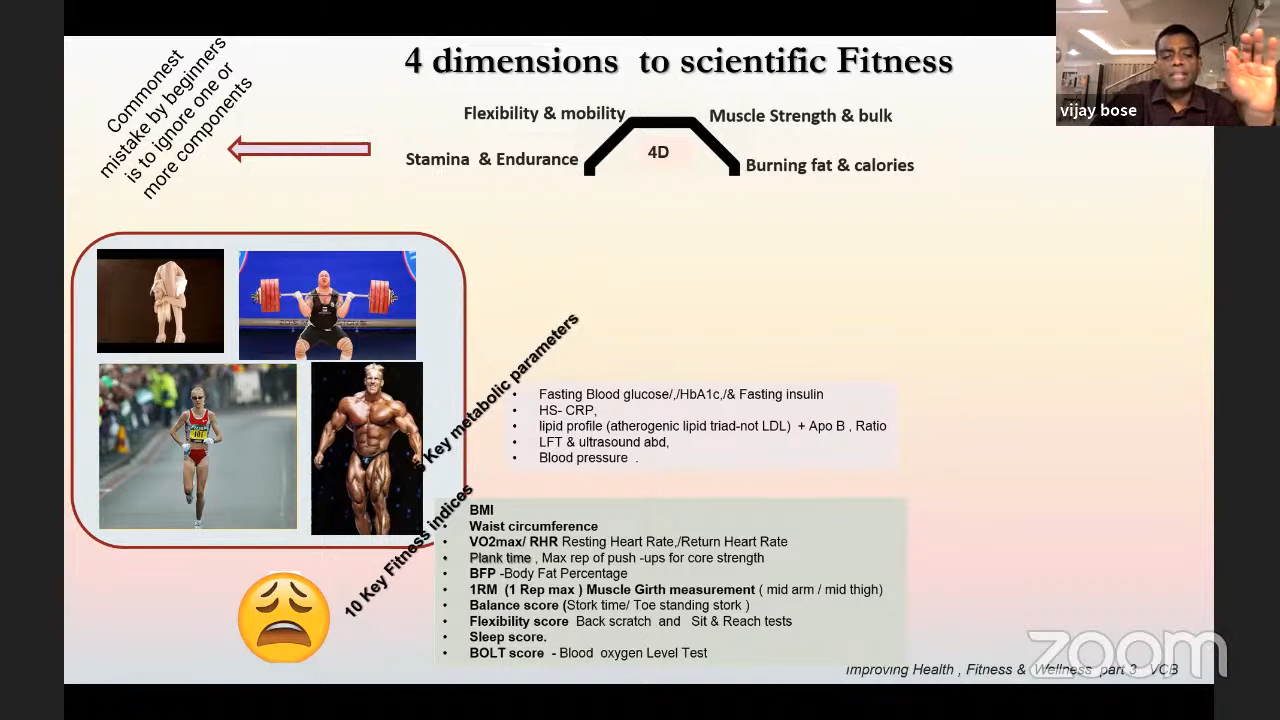 4 dimensions to scientific Fitness
Commonest
mistake by beginners
is to ignore one or
more components
Flexibility & mobility
Muscle Strength & bulk
Stamina & Endurance
4D
Burning fat & calories
vijay bose
5 Key metabolic parameters
• Fasting Blood glucose/,/HbA1c,/& Fasting insulin
• HS- CRP,
• lipid profile (atherogenic lipid triad-not LDL) + Apo B , Ratio
• LFT & ultrasound abd,
• Blood pressure .
10 Key Fitness indices
• BMI
• Waist circumference
• VO2max/ RHR Resting Heart Rate,/Return Heart Rate
• Plank time , Max rep of push -ups for core strength
• BFP -Body Fat Percentage
• 1RM (1 Rep max ) Muscle Girth measurement ( mid arm / mid thigh)
• Balance score (Stork time/ Toe standing stork )
• Flexibility score Back scratch and Sit & Reach tests
• Sleep score.
• BOLT score - Blood oxygen Level Test
Improving Health , Fitness & Wellness part 3 VCB
zoom